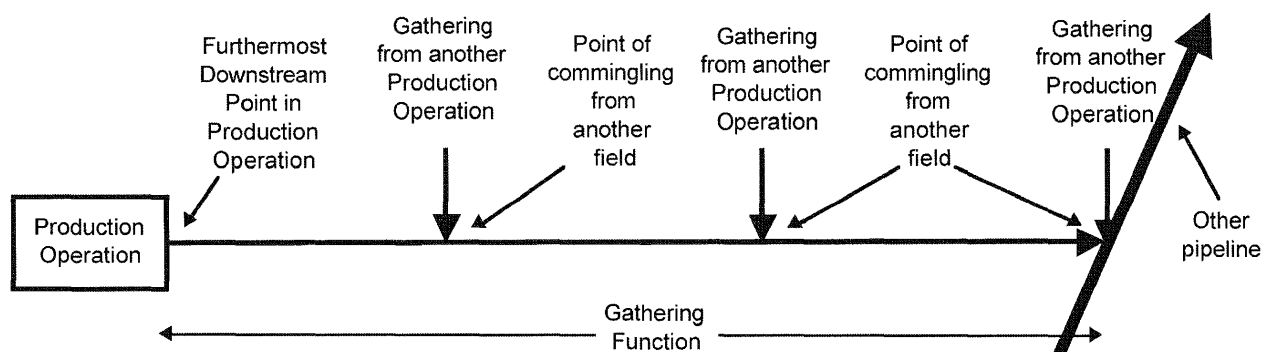 Furthermost
Downstream
Point in
Production
Operation
Gathering
from another
Production
Operation
Point of
commingling
from
another
field
Gathering
from another
Production
Operation
Point of
commingling
from
another
field
Gathering
from another
Production
Operation
Production
Operation
Other
pipeline
Gathering
Function